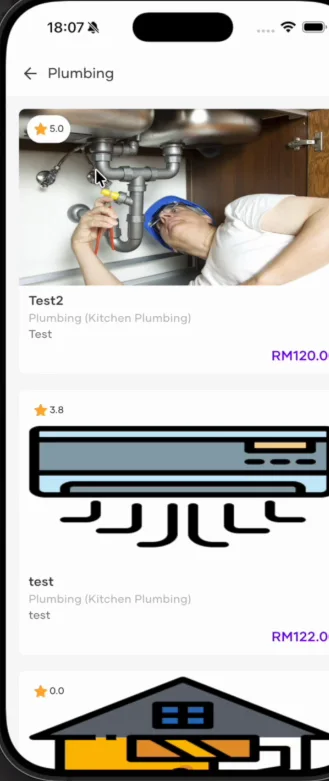 18:07
Plumbing
5.0
Test2
Plumbing (Kitchen Plumbing)
Test
RM120.0
3.8
test
Plumbing (Kitchen Plumbing)
test
RM122.0
0.0